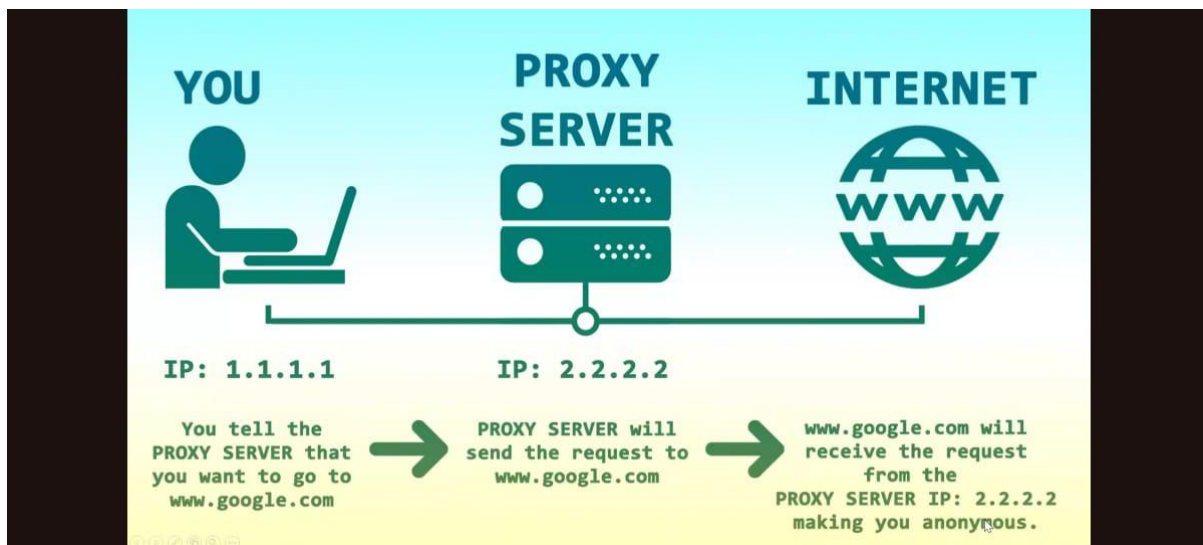 YOU
PROXY
SERVER
INTERNET
WWW
IP: 1.1.1.1
IP: 2.2.2.2
You tell the
PROXY SERVER that
you want to go to
www.google.com
PROXY SERVER will
send the request to
www.google.com
www.google.com will
receive the request
from the
PROXY SERVER IP: 2.2.2.2
making you anonymous.